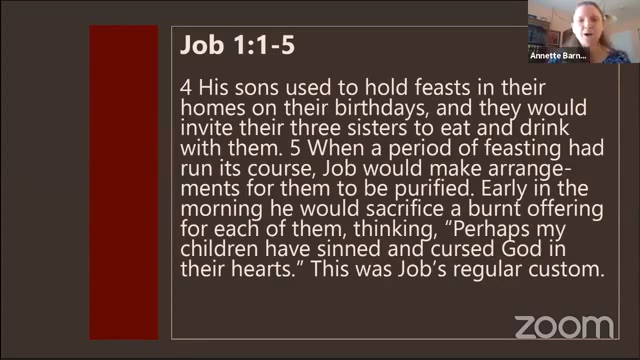 Job 1:1-5
4 His sons used to hold feasts in their
homes on their birthdays, and they would
invite their three sisters to eat and drink
with them. 5 When a period of feasting had
run its course, Job would make arrange-
ments for them to be purified. Early in the
morning he would sacrifice a burnt offering
for each of them, thinking, “Perhaps my
children have sinned and cursed God in
their hearts.” This was Job’s regular custom.
Annette Barn...
zoom